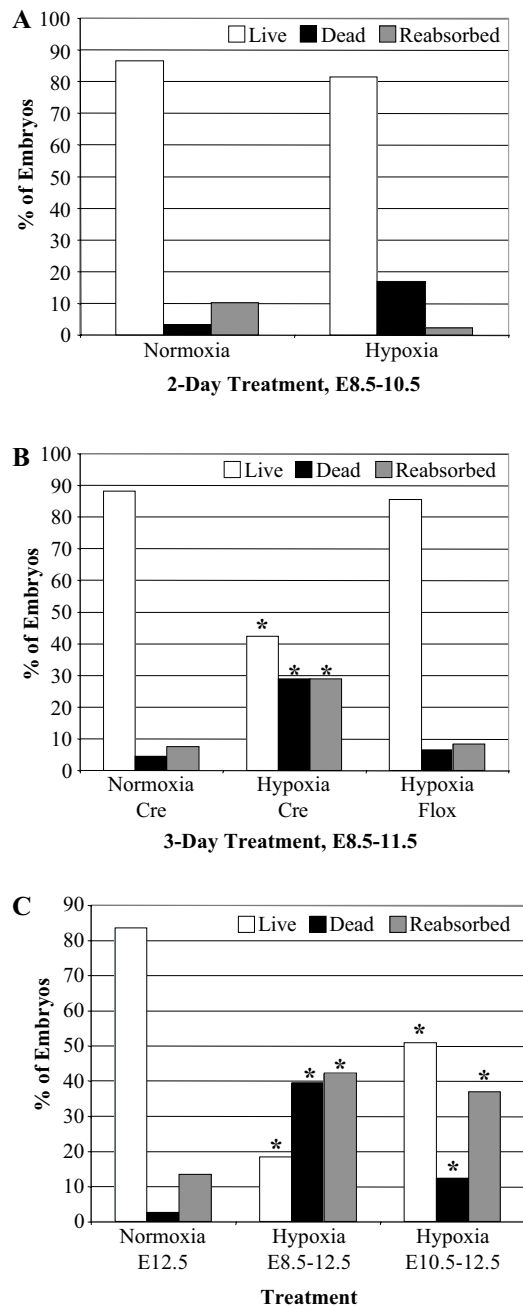 A
Live Dead Reabsorbed
100
90
80
70
60
50
40
30
20
10
0
% of Embryos
Normoxia Hypoxia
2-Day Treatment, E8.5-10.5
B
Live Dead Reabsorbed
100
90
80
70
60
50
40
30
20
10
0
% of Embryos
* * *
Normoxia Hypoxia Hypoxia
Cre Cre Flox
3-Day Treatment, E8.5-11.5
C
Live Dead Reabsorbed
90
80
70
60
50
40
30
20
10
0
% of Embryos
* * * * * *
Normoxia Hypoxia Hypoxia
E12.5 E8.5-12.5 E10.5-12.5
Treatment